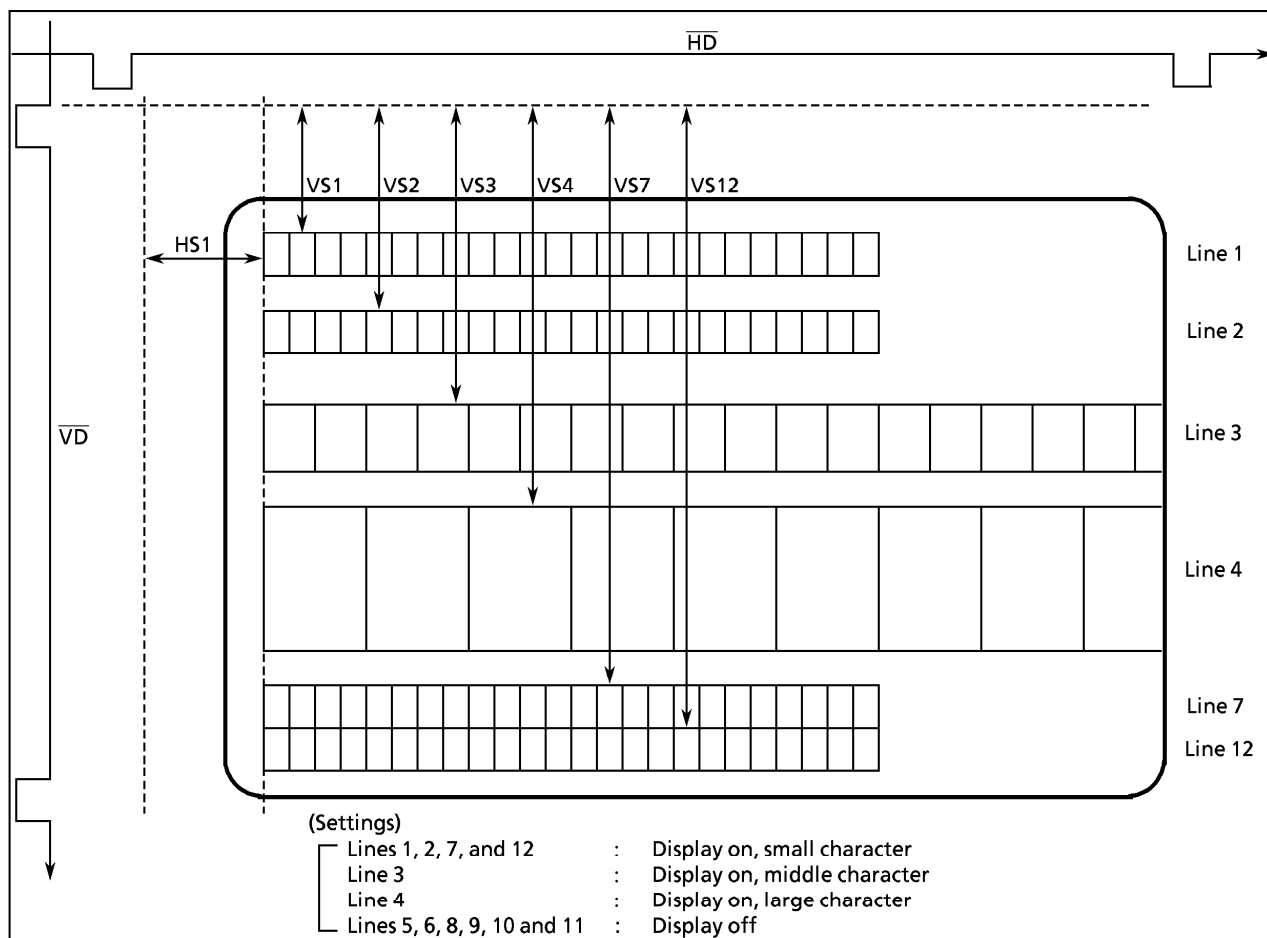 HD
VS1 VS2 VS3 VS4 VS7 VS12
HS1
Line 1
Line 2
VD
Line 3
Line 4
Line 7
Line 12
(Settings)
Lines 1, 2, 7, and 12 : Display on, small character
Line 3 : Display on, middle character
Line 4 : Display on, large character
Lines 5, 6, 8, 9, 10 and 11 : Display off